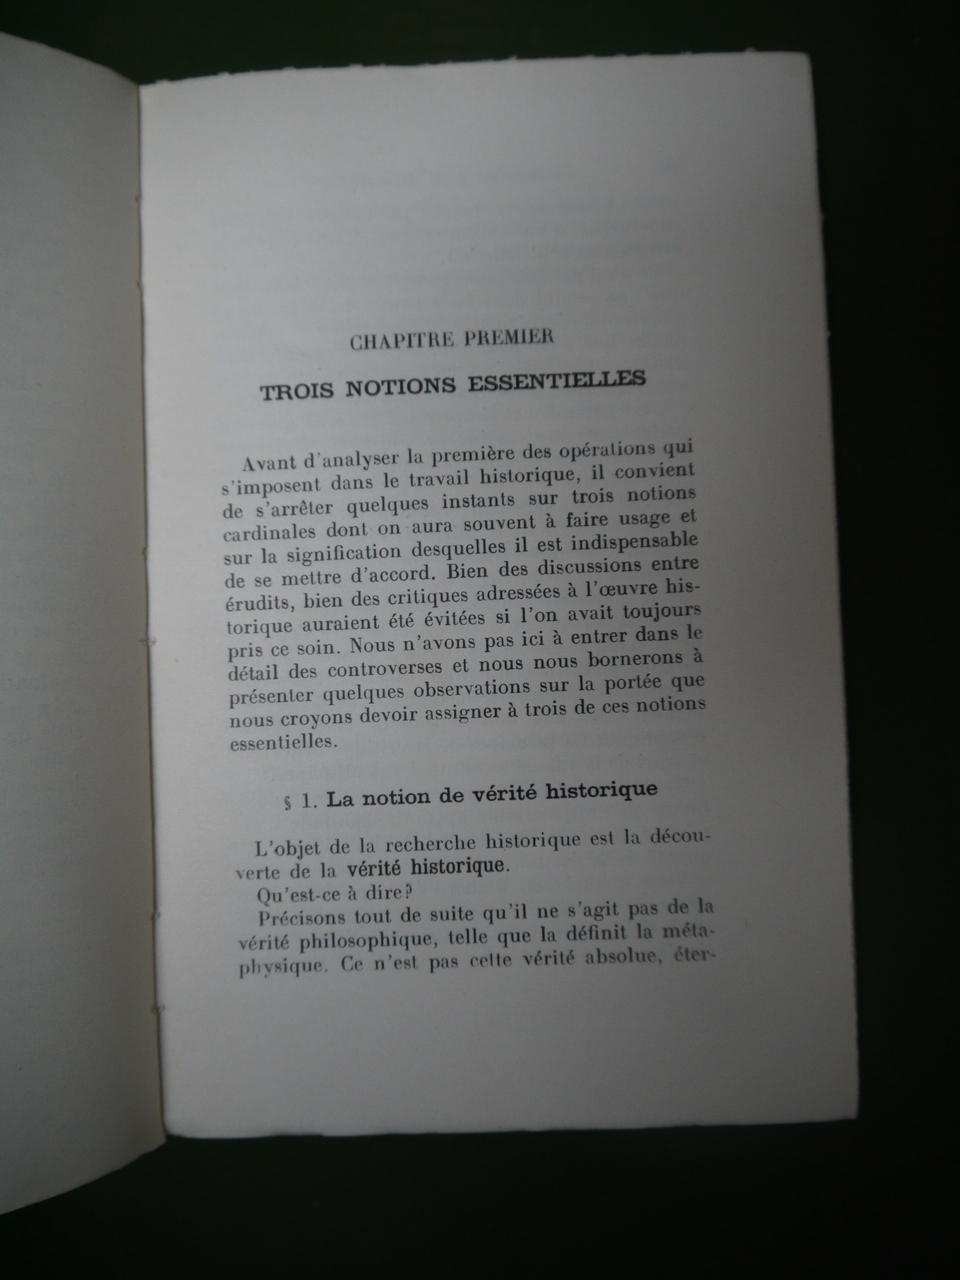 CHAPITRE PREMIER
TROIS NOTIONS ESSENTIELLES
Avant d'analyser la première des opérations qui
s'imposent dans le travail historique, il convient
de s'arrêter quelques instants sur trois notions
cardinales dont on aura souvent à faire usage et
sur la signification desquelles il est indispensable
de se mettre d'accord. Bien des discussions entre
érudits, bien des critiques adressées à l'œuvre his-
torique auraient été évitées si l'on avait toujours
pris ce soin. Nous n'avons pas ici à entrer dans le
détail des controverses et nous nous bornerons à
présenter quelques observations sur la portée que
nous croyons devoir assigner à trois de ces notions
essentielles.
§ 1. La notion de vérité historique
L'objet de la recherche historique est la décou-
verte de la vérité historique.
Qu'est-ce à dire?
Précisons tout de suite qu'il ne s'agit pas de la
vérité philosophique, telle que la définit la méta-
physique. Ce n'est pas cette vérité absolue, éter-